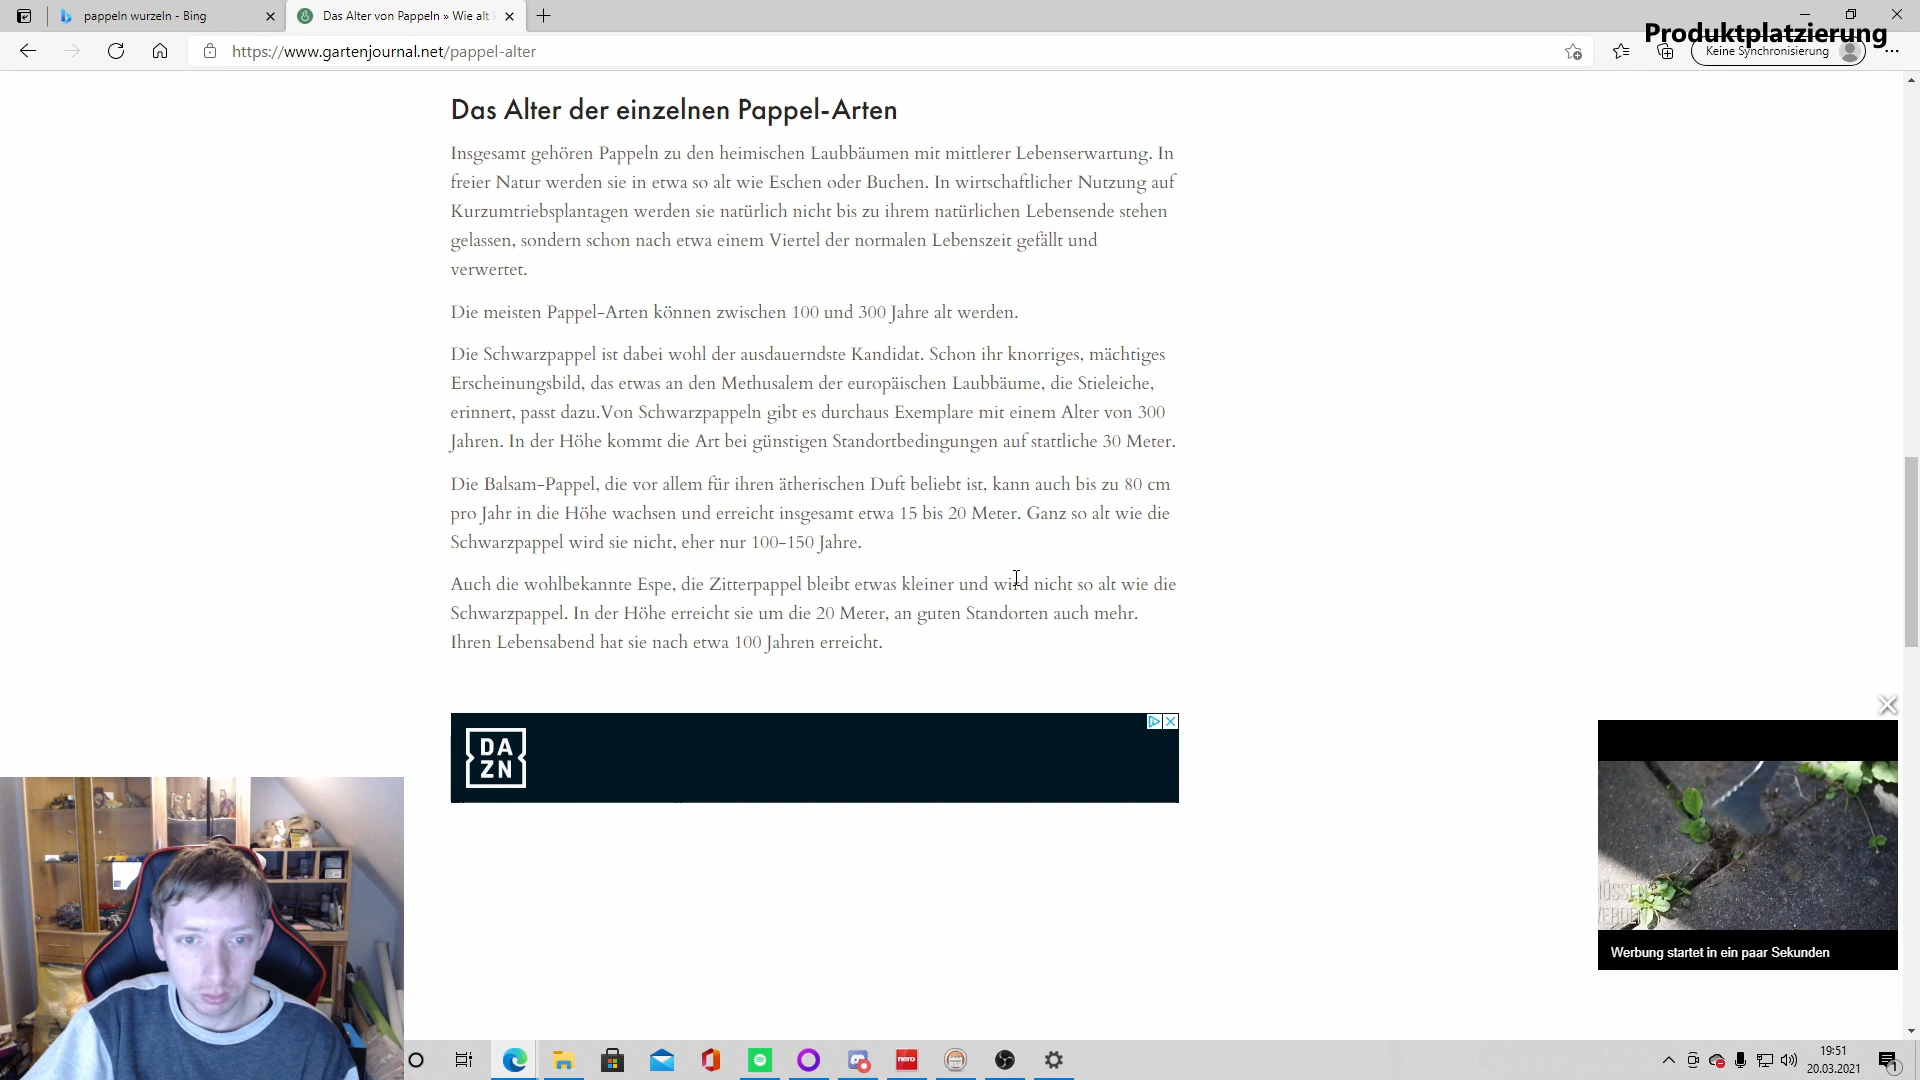 pappeln wurzeln - Bing
Das Alter von Pappeln » Wie alt
Produktplatzierung
https://www.gartenjournal.net/pappel-alter
Keine Synchronisierung
Das Alter der einzelnen Pappel-Arten
Insgesamt gehören Pappeln zu den heimischen Laubbäumen mit mittlerer Lebenserwartung. In
freier Natur werden sie in etwa so alt wie Eschen oder Buchen. In wirtschaftlicher Nutzung auf
Kurzumtriebsplantagen werden sie natürlich nicht bis zu ihrem natürlichen Lebensende stehen
gelassen, sondern schon nach etwa einem Viertel der normalen Lebenszeit gefällt und
verwertet.
Die meisten Pappel-Arten können zwischen 100 und 300 Jahre alt werden.
Die Schwarzpappel ist dabei wohl der ausdauerndste Kandidat. Schon ihr knorriges, mächtiges
Erscheinungsbild, das etwas an den Methusalem der europäischen Laubbäume, die Stieleiche,
erinnert, passt dazu.Von Schwarzpappeln gibt es durchaus Exemplare mit einem Alter von 300
Jahren. In der Höhe kommt die Art bei günstigen Standortbedingungen auf stattliche 30 Meter.
Die Balsam-Pappel, die vor allem für ihren ätherischen Duft beliebt ist, kann auch bis zu 80 cm
pro Jahr in die Höhe wachsen und erreicht insgesamt etwa 15 bis 20 Meter. Ganz so alt wie die
Schwarzpappel wird sie nicht, eher nur 100-150 Jahre.
Auch die wohlbekannte Espe, die Zitterpappel bleibt etwas kleiner und wird nicht so alt wie die
Schwarzpappel. In der Höhe erreicht sie um die 20 Meter, an guten Standorten auch mehr.
Ihren Lebensabend hat sie nach etwa 100 Jahren erreicht.
DA
ZN
MÜSSEN
WERDEN
Werbung startet in ein paar Sekunden
nero
19:51
20.03.2021
1